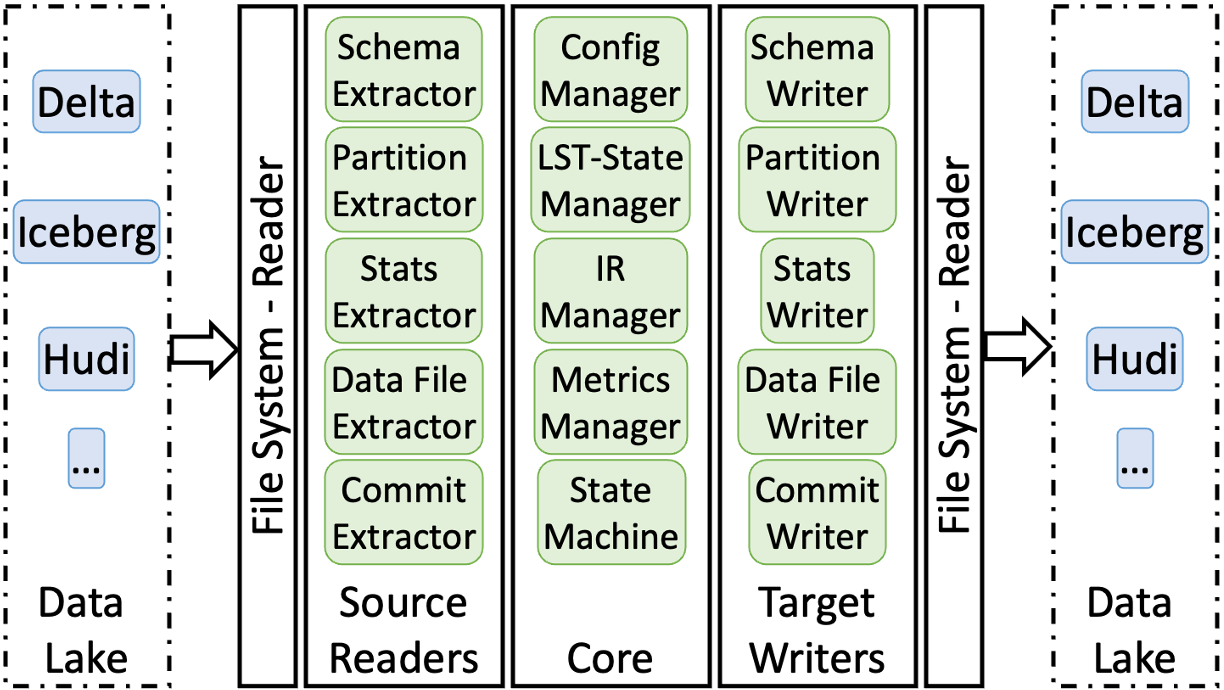 Delta
Iceberg
Hudi
...
Data
Lake
File System - Reader
Schema
Extractor
Partition
Extractor
Stats
Extractor
Data File
Extractor
Commit
Extractor
Source
Readers
Config
Manager
LST-State
Manager
IR
Manager
Metrics
Manager
State
Machine
Core
Schema
Writer
Partition
Writer
Stats
Writer
Data File
Writer
Commit
Writer
Target
Writers
File System - Reader
Delta
Iceberg
Hudi
...
Data
Lake